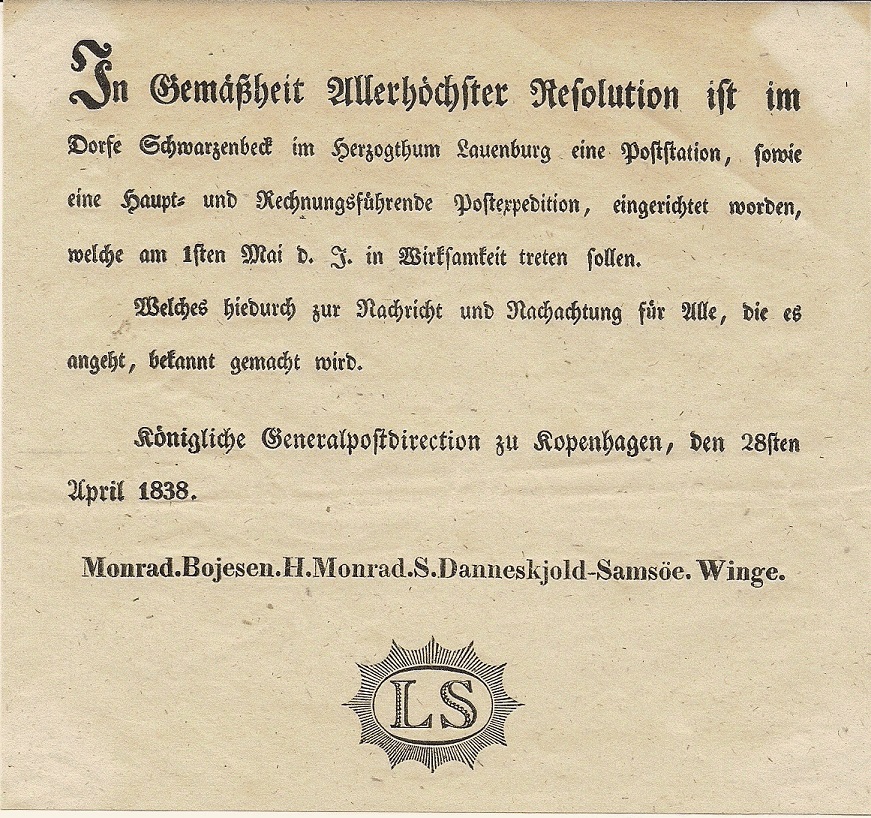 In Gemäßheit Allerhöchster Resolution ist im
Dorfe Schwarzenbeck im Herzogthum Lauenburg eine Poststation, sowie
eine Haupt- und Rechnungsführende Postexpedition, eingerichtet worden,
welche am 1sten Mai d. J. in Wirksamkeit treten sollen.
Welches hiedurch zur Nachricht und Nachachtung für Alle, die es
angeht, bekannt gemacht wird.
Königliche Generalpostdirection zu Kopenhagen, den 28sten
April 1838.
Monrad.Bojesen.H.Monrad.S.Danneskjold-Samsöe. Winge.
LS